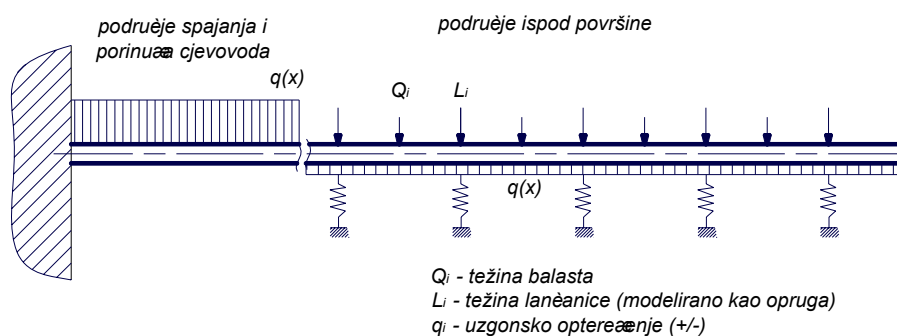 područje spajanja i
porinuæa cjevovoda
podruèje ispod površine
q(x)
Qi
Li
q(x)
Qi - težina balasta
Li - težina lanèanice (modelirano kao opruga)
qi - uzgonsko optereæenje (+/-)